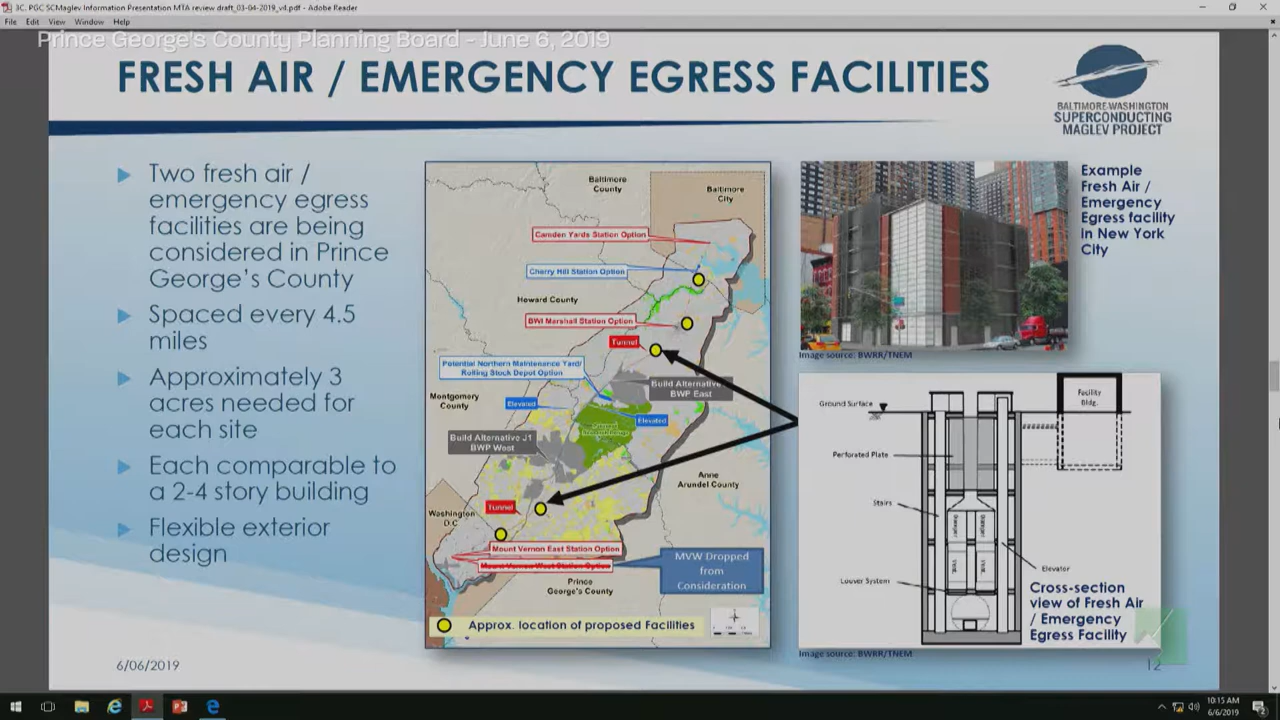 3C. PGC SCMaglev Information Presentation MTA review draft_03-04-2019_vd.pdf - Adobe Reader
File Edit View Window Help
Prince George's County Planning Board - June 6, 2019
FRESH AIR / EMERGENCY EGRESS FACILITIES
BALTIMORE-WASHINGTON
SUPERCONDUCTING
MAGLEV PROJECT
Two fresh air /
emergency egress
facilities are being
considered in Prince
George's County
Spaced every 4.5
miles
Approximately 3
acres needed for
each site
Each comparable to
a 2-4 story building
Flexible exterior
design
Baltimore
County
Baltimore
City
Camden Yards Station Option
Cherry Hill Station Option
Howard County
BWI Marshall Station Option
Tunnel
Potential Northern Maintenance Yard/
Rolling Stock Depot Option
Build Alternative
BWP East
Montgomery
County
Elevated
Elevated
Build Alternative J1
BWP West
Anne
Arundel County
Tunnel
Washington
D.C
Mount Vernon East Station Option
Mount Vernon West Station Option
MVW Dropped
from
Consideration
Prince
George's County
Approx. location of proposed Facilities
Example
Fresh Air /
Emergency
Egress facility
in New York
City
Image source: BWRR/TNEM
Facility
Bldg.
Ground Surface
Perforated Plate
Stairs
Elevator
Louver System
Cross-section
view of Fresh Air
/ Emergency
Egress Facility
Image source: BWRR/TNEM
6/06/2019
12
10:15 AM
6/6/2019